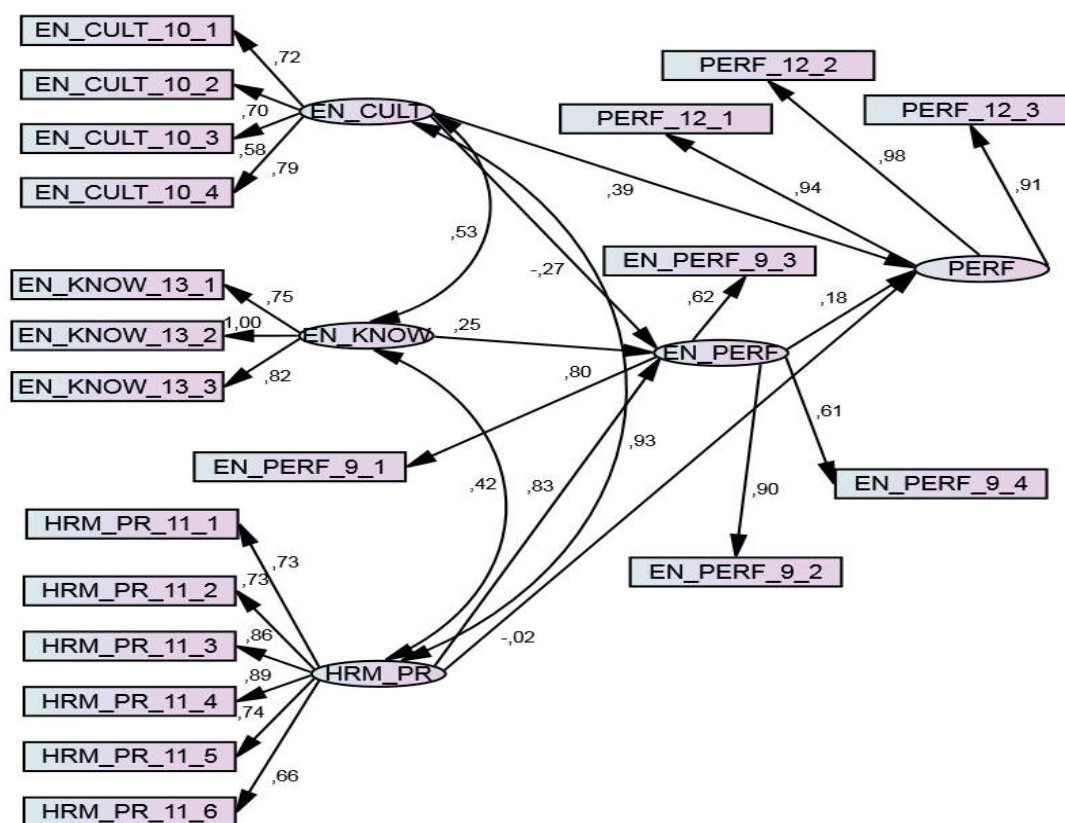 EN_CULT_10_1
,72
EN_CULT_10_2
,70
EN_CULT_10_3
,58
EN_CULT_10_4
,79
EN_CULT
PERF_12_2
PERF_12_1
PERF_12_3
,98
,94
,91
,39
,53
-,27
EN_PERF_9_3
PERF
,62
,18
EN_KNOW_13_1
,75
EN_KNOW_13_2
1,00
EN_KNOW
,25
EN_KNOW_13_3
,82
EN_PERF
,80
,61
,93
EN_PERF_9_1
,42
,83
,90
EN_PERF_9_4
EN_PERF_9_2
HRM_PR_11_1
,73
HRM_PR_11_2
,73
HRM_PR_11_3
,86
HRM_PR_11_4
,89
HRM_PR_11_5
,74
HRM_PR_11_6
,66
HRM_PR
-,02